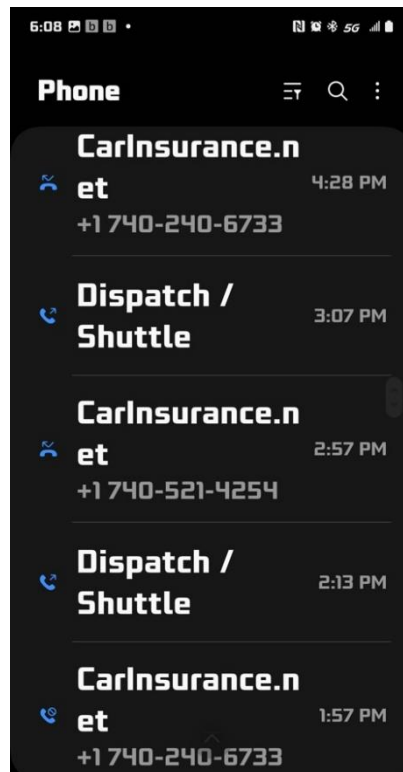 6:08
5G
Phone
CarInsurance.n
et
4:28 PM
+1 740-240-6733
Dispatch /
Shuttle
3:07 PM
CarInsurance.n
et
2:57 PM
+1 740-521-4254
Dispatch /
Shuttle
2:13 PM
CarInsurance.n
et
1:57 PM
+1 740-240-6733